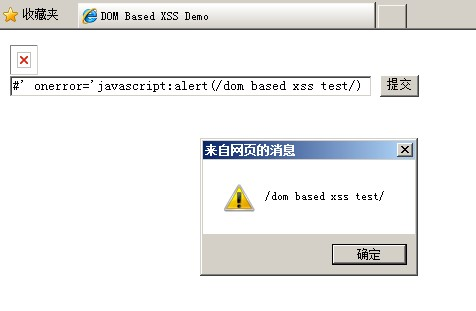 收藏夹 DOM Based XSS Demo
#' onerror='javascript:alert(/dom based xss test/) 提交
来自网页的消息
/dom based xss test/
确定